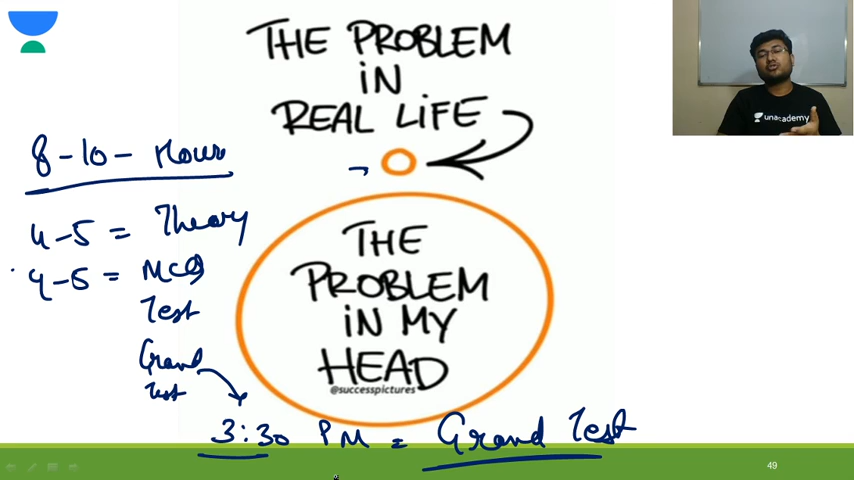 THE PROBLEM
IN
REAL LIFE
8-10- Hour
4-5 = Theory
4-5 = MCQ
Test
Grand
Test
THE
PROBLEM
IN MY
HEAD
@successpictures
3:30 PM = Grand Test
unacademy
49